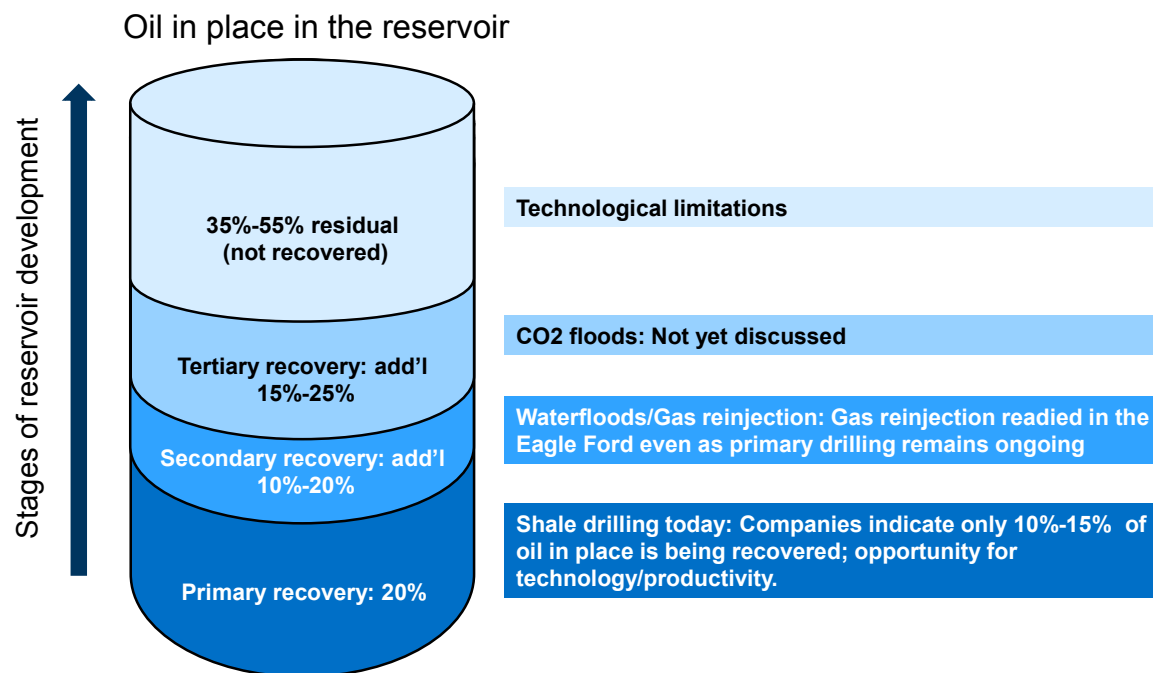 Oil in place in the reservoir
Stages of reservoir development
35%-55% residual
(not recovered)
Technological limitations
Tertiary recovery: add'l
15%-25%
CO2 floods: Not yet discussed
Secondary recovery: add'l
10%-20%
Waterfloods/Gas reinjection: Gas reinjection readied in the
Eagle Ford even as primary drilling remains ongoing
Primary recovery: 20%
Shale drilling today: Companies indicate only 10%-15% of
oil in place is being recovered; opportunity for
technology/productivity.